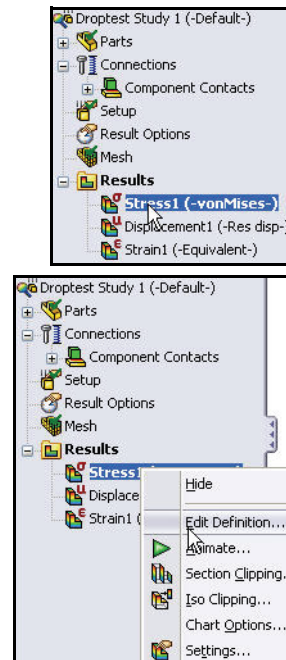 Droptest Study 1 (-Default-)
Parts
Connections
Component Contacts
Setup
Result Options
Mesh
Results
Stress1 (-vonMises-)
Displacement1 (-Res disp-)
Strain1 (-Equivalent-)
Droptest Study 1 (-Default-)
Parts
Connections
Component Contacts
Setup
Result Options
Mesh
Results
Stress1
Displace
Strain1 (
Hide
Edit Definition...
Animate...
Section Clipping.
Iso Clipping...
Chart Options...
Settings...